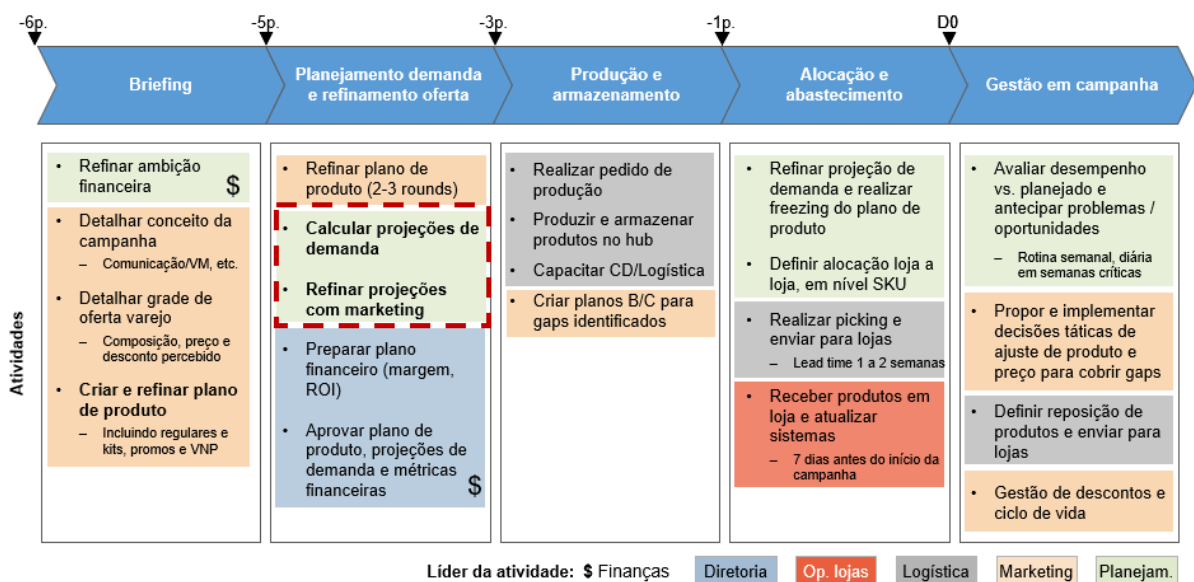 -6p.
-5p.
-3p.
-1p.
D0
Briefing
Planejamento demanda
e refinamento oferta
Produção e
armazenamento
Alocação e
abastecimento
Gestão em campanha
Atividades
• Refinar ambição
financeira
$
• Detalhar conceito da
campanha
– Comunicação/VM, etc.
• Detalhar grade de
oferta varejo
– Composição, preço e
desconto percebido
• Criar e refinar plano
de produto
– Incluindo regulares e
kits, promos e VNP
• Refinar plano de
produto (2-3 rounds)
• Calcular projeções de
demanda
• Refinar projeções
com marketing
• Preparar plano
financeiro (margem,
ROI)
• Aprovar plano de
produto, projeções de
demanda e métricas
financeiras
$
• Realizar pedido de
produção
• Produzir e armazenar
produtos no hub
• Capacitar CD/Logística
• Criar planos B/C para
gaps identificados
• Refinar projeção de
demanda e realizar
freezing do plano de
produto
• Definir alocação loja a
loja, em nível SKU
• Realizar picking e
enviar para lojas
– Lead time 1 a 2 semanas
• Receber produtos em
loja e atualizar
sistemas
– 7 dias antes do início da
campanha
• Avaliar desempenho
vs. planejado e
antecipar problemas /
oportunidades
– Rotina semanal, diária
em semanas críticas
• Propor e implementar
decisões táticas de
ajuste de produto e
preço para cobrir gaps
• Definir reposição de
produtos e enviar para
lojas
• Gestão de descontos e
ciclo de vida
Líder da atividade: $ Finanças Diretoria Op. lojas Logística Marketing Planejam.